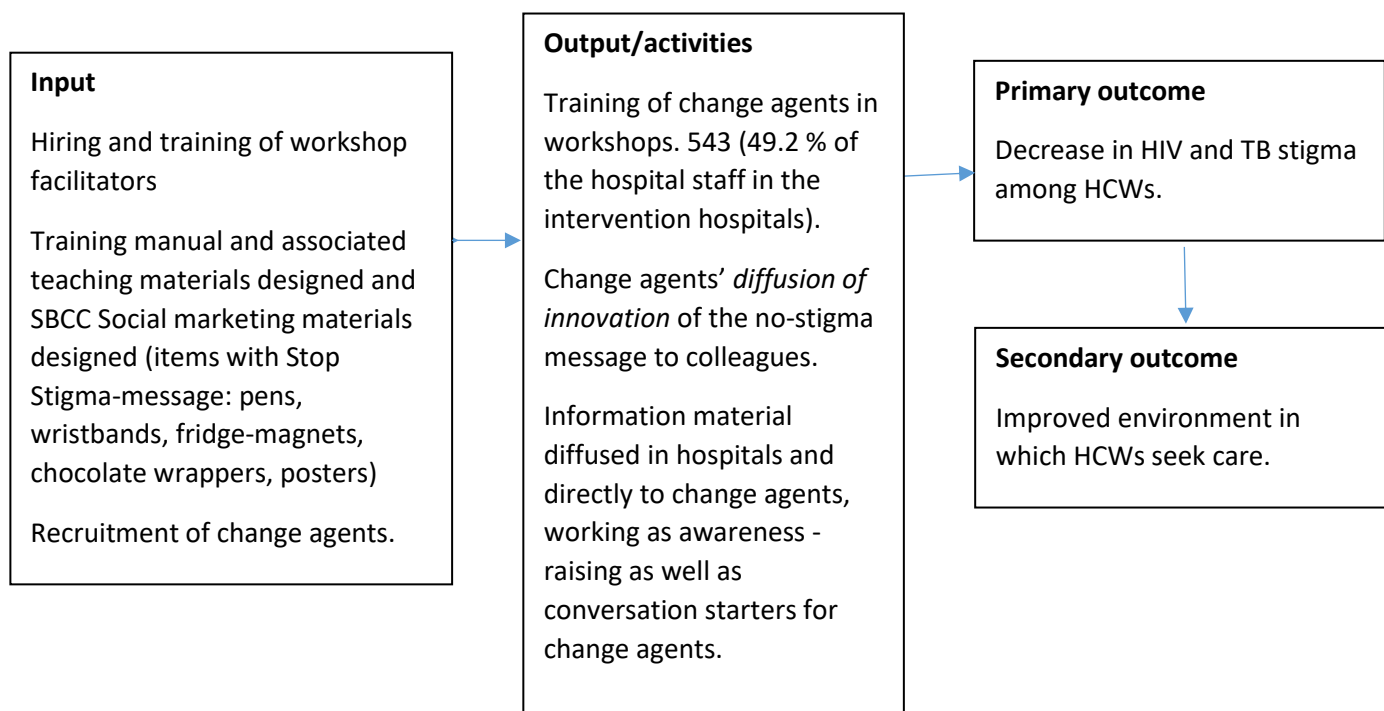 Input
Hiring and training of workshop
facilitators
Training manual and associated
teaching materials designed and
SBCC Social marketing materials
designed (items with Stop
Stigma-message: pens,
wristbands, fridge-magnets,
chocolate wrappers, posters)
Recruitment of change agents.
Output/activities
Training of change agents in
workshops. 543 (49.2 % of
the hospital staff in the
intervention hospitals).
Change agents’ diffusion of
innovation of the no-stigma
message to colleagues.
Information material
diffused in hospitals and
directly to change agents,
working as awareness -
raising as well as
conversation starters for
change agents.
Primary outcome
Decrease in HIV and TB stigma
among HCWs.
Secondary outcome
Improved environment in
which HCWs seek care.